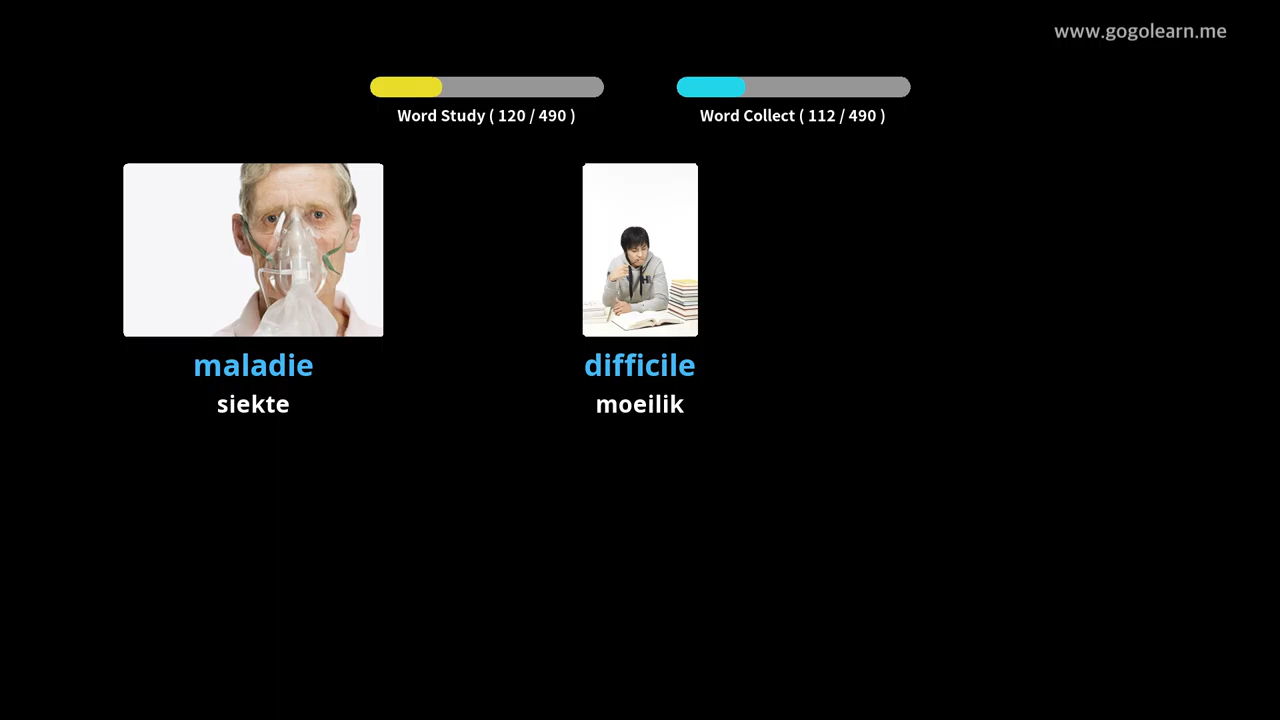 www.gogolearn.me
Word Study ( 120 / 490 )
Word Collect ( 112 / 490 )
maladie
siekte
difficile
moeilik